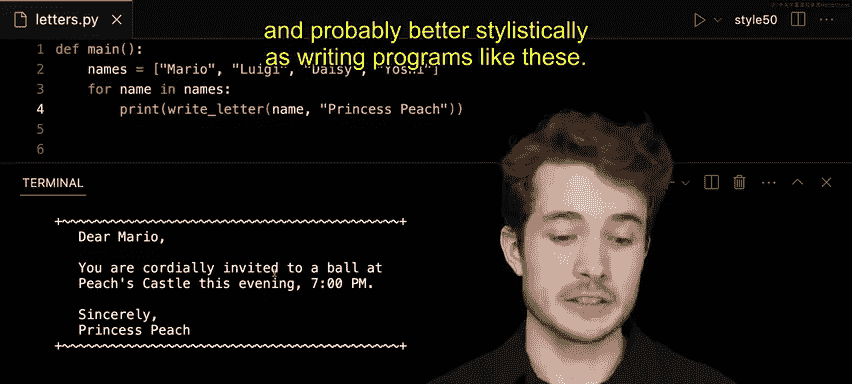 letters.py
style50
and probably better stylistically
as writing programs like these.
1 def main():
2 names = ["Mario", "Luigi", "Daisy", "Yoshi"]
3 for name in names:
4 print(write_letter(name, "Princess Peach"))
5
6
TERMINAL
+~~~~~~~~~~~~~~~~~~~~~~~~~~~~~~~~~~~~~~~~~+
Dear Mario,
You are cordially invited to a ball at
Peach's Castle this evening, 7:00 PM.
Sincerely,
Princess Peach
+~~~~~~~~~~~~~~~~~~~~~~~~~~~~~~~~~~~~~~~~~+